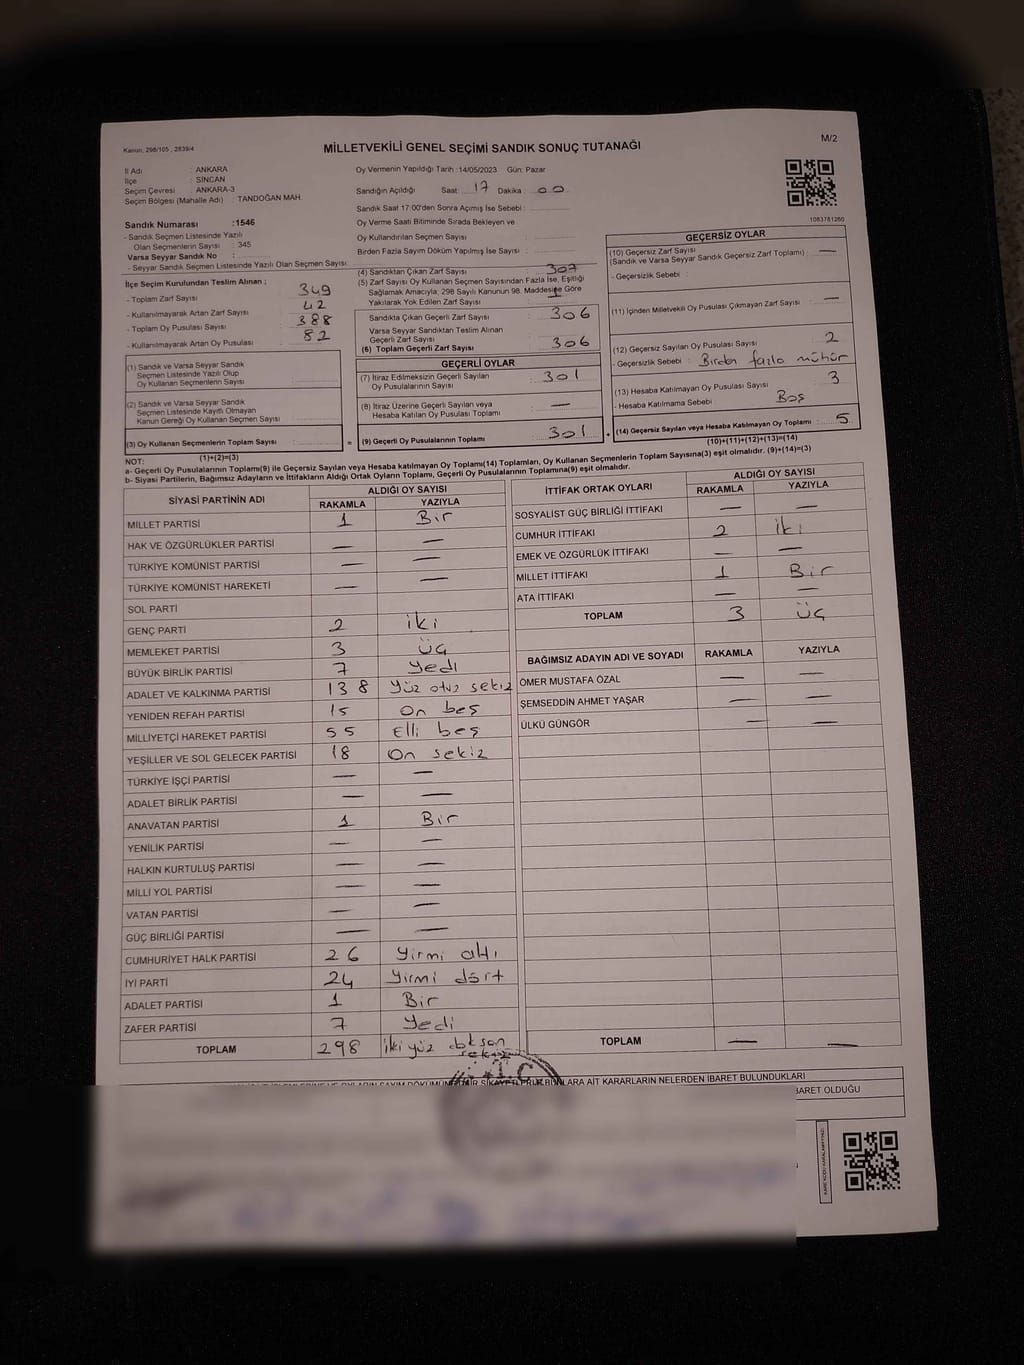 Kanun, 298/105 , 2839/4
MİLLETVEKİLİ GENEL SEÇİMİ SANDIK SONUÇ TUTANAĞI
M/2
İl Adı : ANKARA
İlçe : SİNCAN
Seçim Çevresi : ANKARA-3
Seçim Bölgesi (Mahalle Adı) : TANDOĞAN MAH.
Sandık Numarası :1546
- Sandık Seçmen Listesinde Yazılı
Olan Seçmenlerin Sayısı : 345
Varsa Seyyar Sandık No :
- Seyyar Sandık Seçmen Listesinde Yazılı Olan Seçmen Sayısı:
Oy Vermenin Yapıldığı Tarih :14/05/2023 Gün: Pazar
Sandığın Açıldığı Saat: 17 Dakika : 00
Sandık Saat 17:00'den Sonra Açımış İse Sebebi :
Oy Verme Saati Bitiminde Sırada Bekleyen ve
Oy Kullandırılan Seçmen Sayısı :
Birden Fazla Sayım Döküm Yapılmış İse Sayısı :
1083781260
İlçe Seçim Kurulundan Teslim Alınan ;
- Toplam Zarf Sayısı 349
- Kullanılmayarak Artan Zarf Sayısı 42
- Toplam Oy Pusulası Sayısı 388
- Kullanılmayarak Artan Oy Pusulası 82
(1) Sandık ve Varsa Seyyar Sandık
Seçmen Listesinde Yazılı Olup
Oy Kullanan Seçmenlerin Sayısı :
(2) Sandık ve Varsa Seyyar Sandık
Seçmen Listesinde Kayıtlı Olmayan
Kanun Gereği Oy Kullanan Seçmen Sayısı :
(3) Oy Kullanan Seçmenlerin Toplam Sayısı :
(1)+(2)=(3)
(4) Sandıktan Çıkan Zarf Sayısı : 307
(5) Zarf Sayısı Oy Kullanan Seçmen Sayısından Fazla İse, Eşitliği
Sağlamak Amacıyla; 298 Sayılı Kanunun 98. Maddesine Göre
Yakılarak Yok Edilen Zarf Sayısı : 1
Sandıkta Çıkan Geçerli Zarf Sayısı : 306
Varsa Seyyar Sandıktan Teslim Alınan
Geçerli Zarf Sayısı :
(6) Toplam Geçerli Zarf Sayısı : 306
GEÇERLİ OYLAR
(7) İtiraz Edilmeksizin Geçerli Sayılan
Oy Pusulalarının Sayısı : 301
(8) İtiraz Üzerine Geçerli Sayılan veya
Hesaba Katılan Oy Pusulası Toplamı : —
= (9) Geçerli Oy Pusulalarının Toplamı : 301 +
GEÇERSİZ OYLAR
(10) Geçersiz Zarf Sayısı : —
(Sandık ve Varsa Seyyar Sandık Geçersiz Zarf Toplamı)
- Geçersizlik Sebebi :
(11) İçinden Milletvekili Oy Pusulası Çıkmayan Zarf Sayısı : —
(12) Geçersiz Sayılan Oy Pusulası Sayısı : 2
- Geçersizlik Sebebi : Birden fazla mühür
(13) Hesaba Katılmayan Oy Pusulası Sayısı : 3
- Hesaba Katılmama Sebebi : Boş
(14) Geçersiz Sayılan veya Hesaba Katılmayan Oy Toplamı : 5
(10)+(11)+(12)+(13)=(14)
NOT:
a- Geçerli Oy Pusulalarının Toplamı(9) ile Geçersiz Sayılan veya Hesaba katılmayan Oy Toplamı(14) Toplamları, Oy Kullanan Seçmenlerin Toplam Sayısına(3) eşit olmalıdır. (9)+(14)=(3)
b- Siyasi Partilerin, Bağımsız Adayların ve İttifakların Aldığı Ortak Oyların Toplamı, Geçerli Oy Pusulalarının Toplamına(9) eşit olmalıdır.
SİYASİ PARTİNİN ADI ALDIĞI OY SAYISI
RAKAMLA YAZIYLA
MİLLET PARTİSİ 1 Bir
HAK VE ÖZGÜRLÜKLER PARTİSİ — —
TÜRKİYE KOMÜNİST PARTİSİ — —
TÜRKİYE KOMÜNİST HAREKETİ — —
SOL PARTİ
GENÇ PARTİ 2 iki
MEMLEKET PARTİSİ 3 üç
BÜYÜK BİRLİK PARTİSİ 7 Yedi
ADALET VE KALKINMA PARTİSİ 138 Yüz otuz sekiz
YENİDEN REFAH PARTİSİ 15 On beş
MİLLİYETÇİ HAREKET PARTİSİ 55 Elli beş
YEŞİLLER VE SOL GELECEK PARTİSİ 18 On sekiz
TÜRKİYE İŞÇİ PARTİSİ — —
ADALET BİRLİK PARTİSİ — —
ANAVATAN PARTİSİ 1 Bir
YENİLİK PARTİSİ — —
HALKIN KURTULUŞ PARTİSİ — —
MİLLİ YOL PARTİSİ — —
VATAN PARTİSİ — —
GÜÇ BİRLİĞİ PARTİSİ — —
CUMHURİYET HALK PARTİSİ 26 Yirmi altı
İYİ PARTİ 24 Yirmi dört
ADALET PARTİSİ 1 Bir
ZAFER PARTİSİ 7 Yedi
TOPLAM 298 iki yüz doksan sekiz
İTTİFAK ORTAK OYLARI ALDIĞI OY SAYISI
RAKAMLA YAZIYLA
SOSYALİST GÜÇ BİRLİĞİ İTTİFAKI — —
CUMHUR İTTİFAKI 2 iki
EMEK VE ÖZGÜRLÜK İTTİFAKI — —
MİLLET İTTİFAKI 1 Bir
ATA İTTİFAKI — —
TOPLAM 3 üç
BAĞIMSIZ ADAYIN ADI VE SOYADI RAKAMLA YAZIYLA
ÖMER MUSTAFA ÖZAL — —
ŞEMSEDDİN AHMET YAŞAR — —
ÜLKÜ GÜNGÖR — —
TOPLAM — —
T.C
ŞİKAYETLER BUNLARA AİT KARARLARIN NELERDEN İBARET BULUNDUKLARI
İBARET OLDUĞU